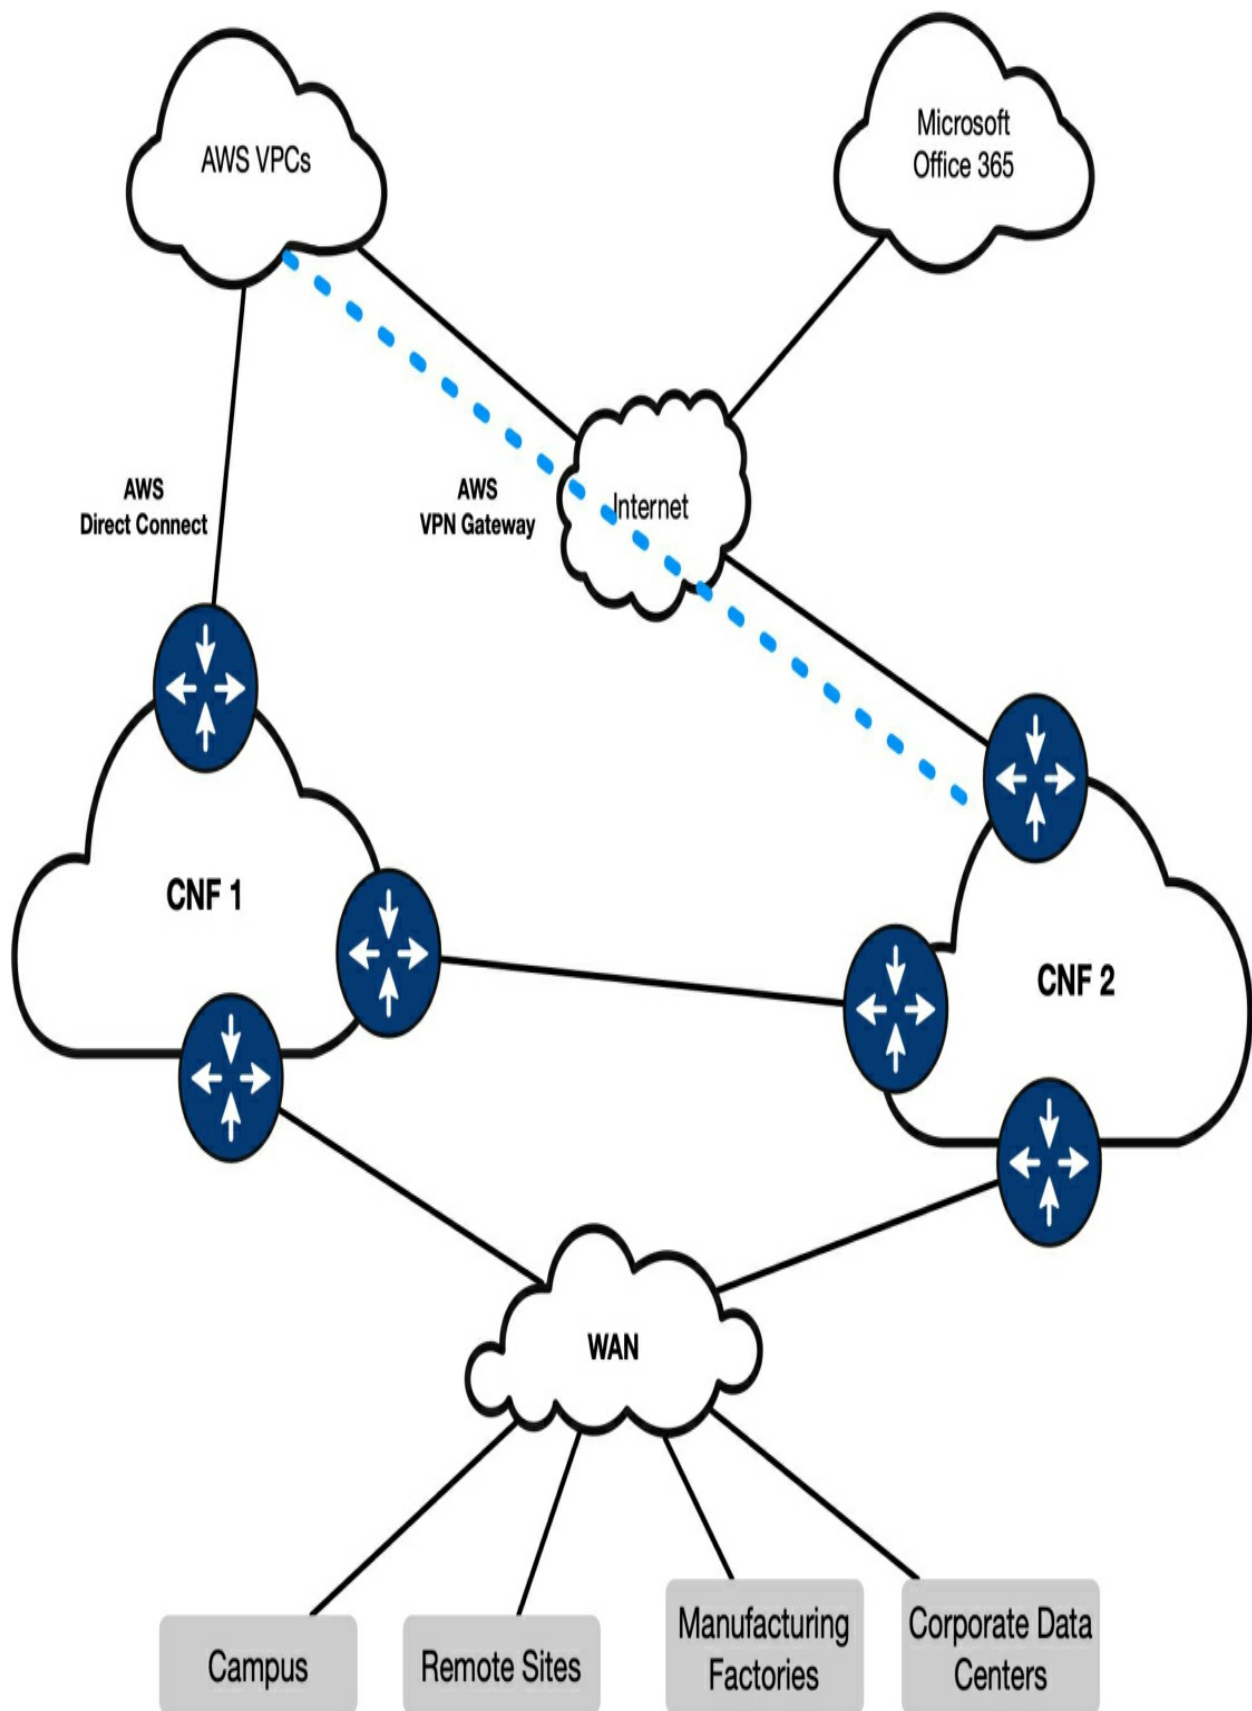 AWS VPCs
Microsoft
Office 365
AWS
Direct Connect
AWS
VPN Gateway
Internet
CNF 1
CNF 2
WAN
Campus
Remote Sites
Manufacturing
Factories
Corporate Data
Centers